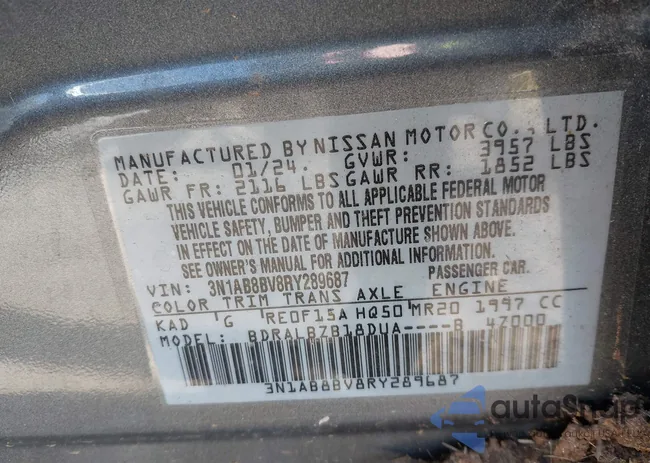 MANUFACTURED BY NISSAN MOTOR CO., LTD.
DATE: 01/24. GVWR: 3957 LBS
GAWR FR: 2116 LBS GAWR RR: 1852 LBS
THIS VEHICLE CONFORMS TO ALL APPLICABLE FEDERAL MOTOR
VEHICLE SAFETY, BUMPER AND THEFT PREVENTION STANDARDS
IN EFFECT ON THE DATE OF MANUFACTURE SHOWN ABOVE.
SEE OWNER'S MANUAL FOR ADDITIONAL INFORMATION.
VIN: 3N1AB8BV8RY289687 PASSENGER CAR.
COLOR TRIM TRANS AXLE ENGINE
KAD G RE0F15A HQ50 MR20 1997 CC
MODEL: BDRALBZB18DUA----B 47000
3N1AB8BV8RY289687
autoSnap